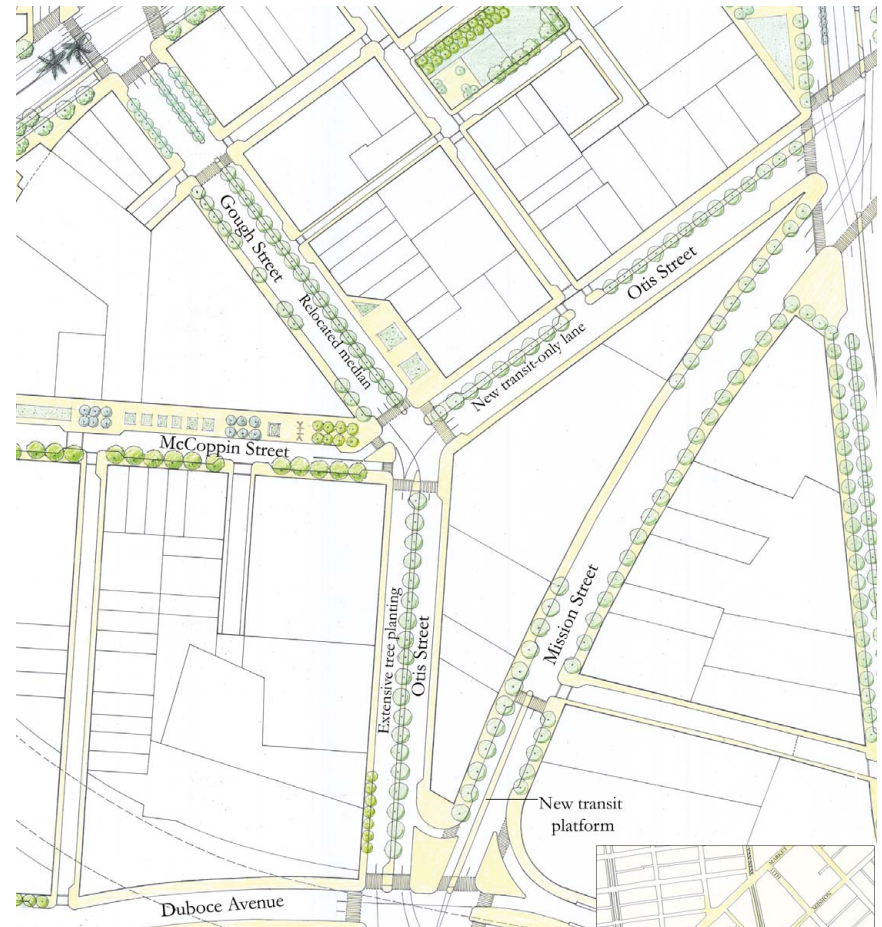 Gough Street
Relocated median
Otis Street
New transit-only lane
McCoppin Street
Mission Street
Extensive tree planting
Otis Street
New transit
platform
Duboce Avenue
MARKET
MISSION